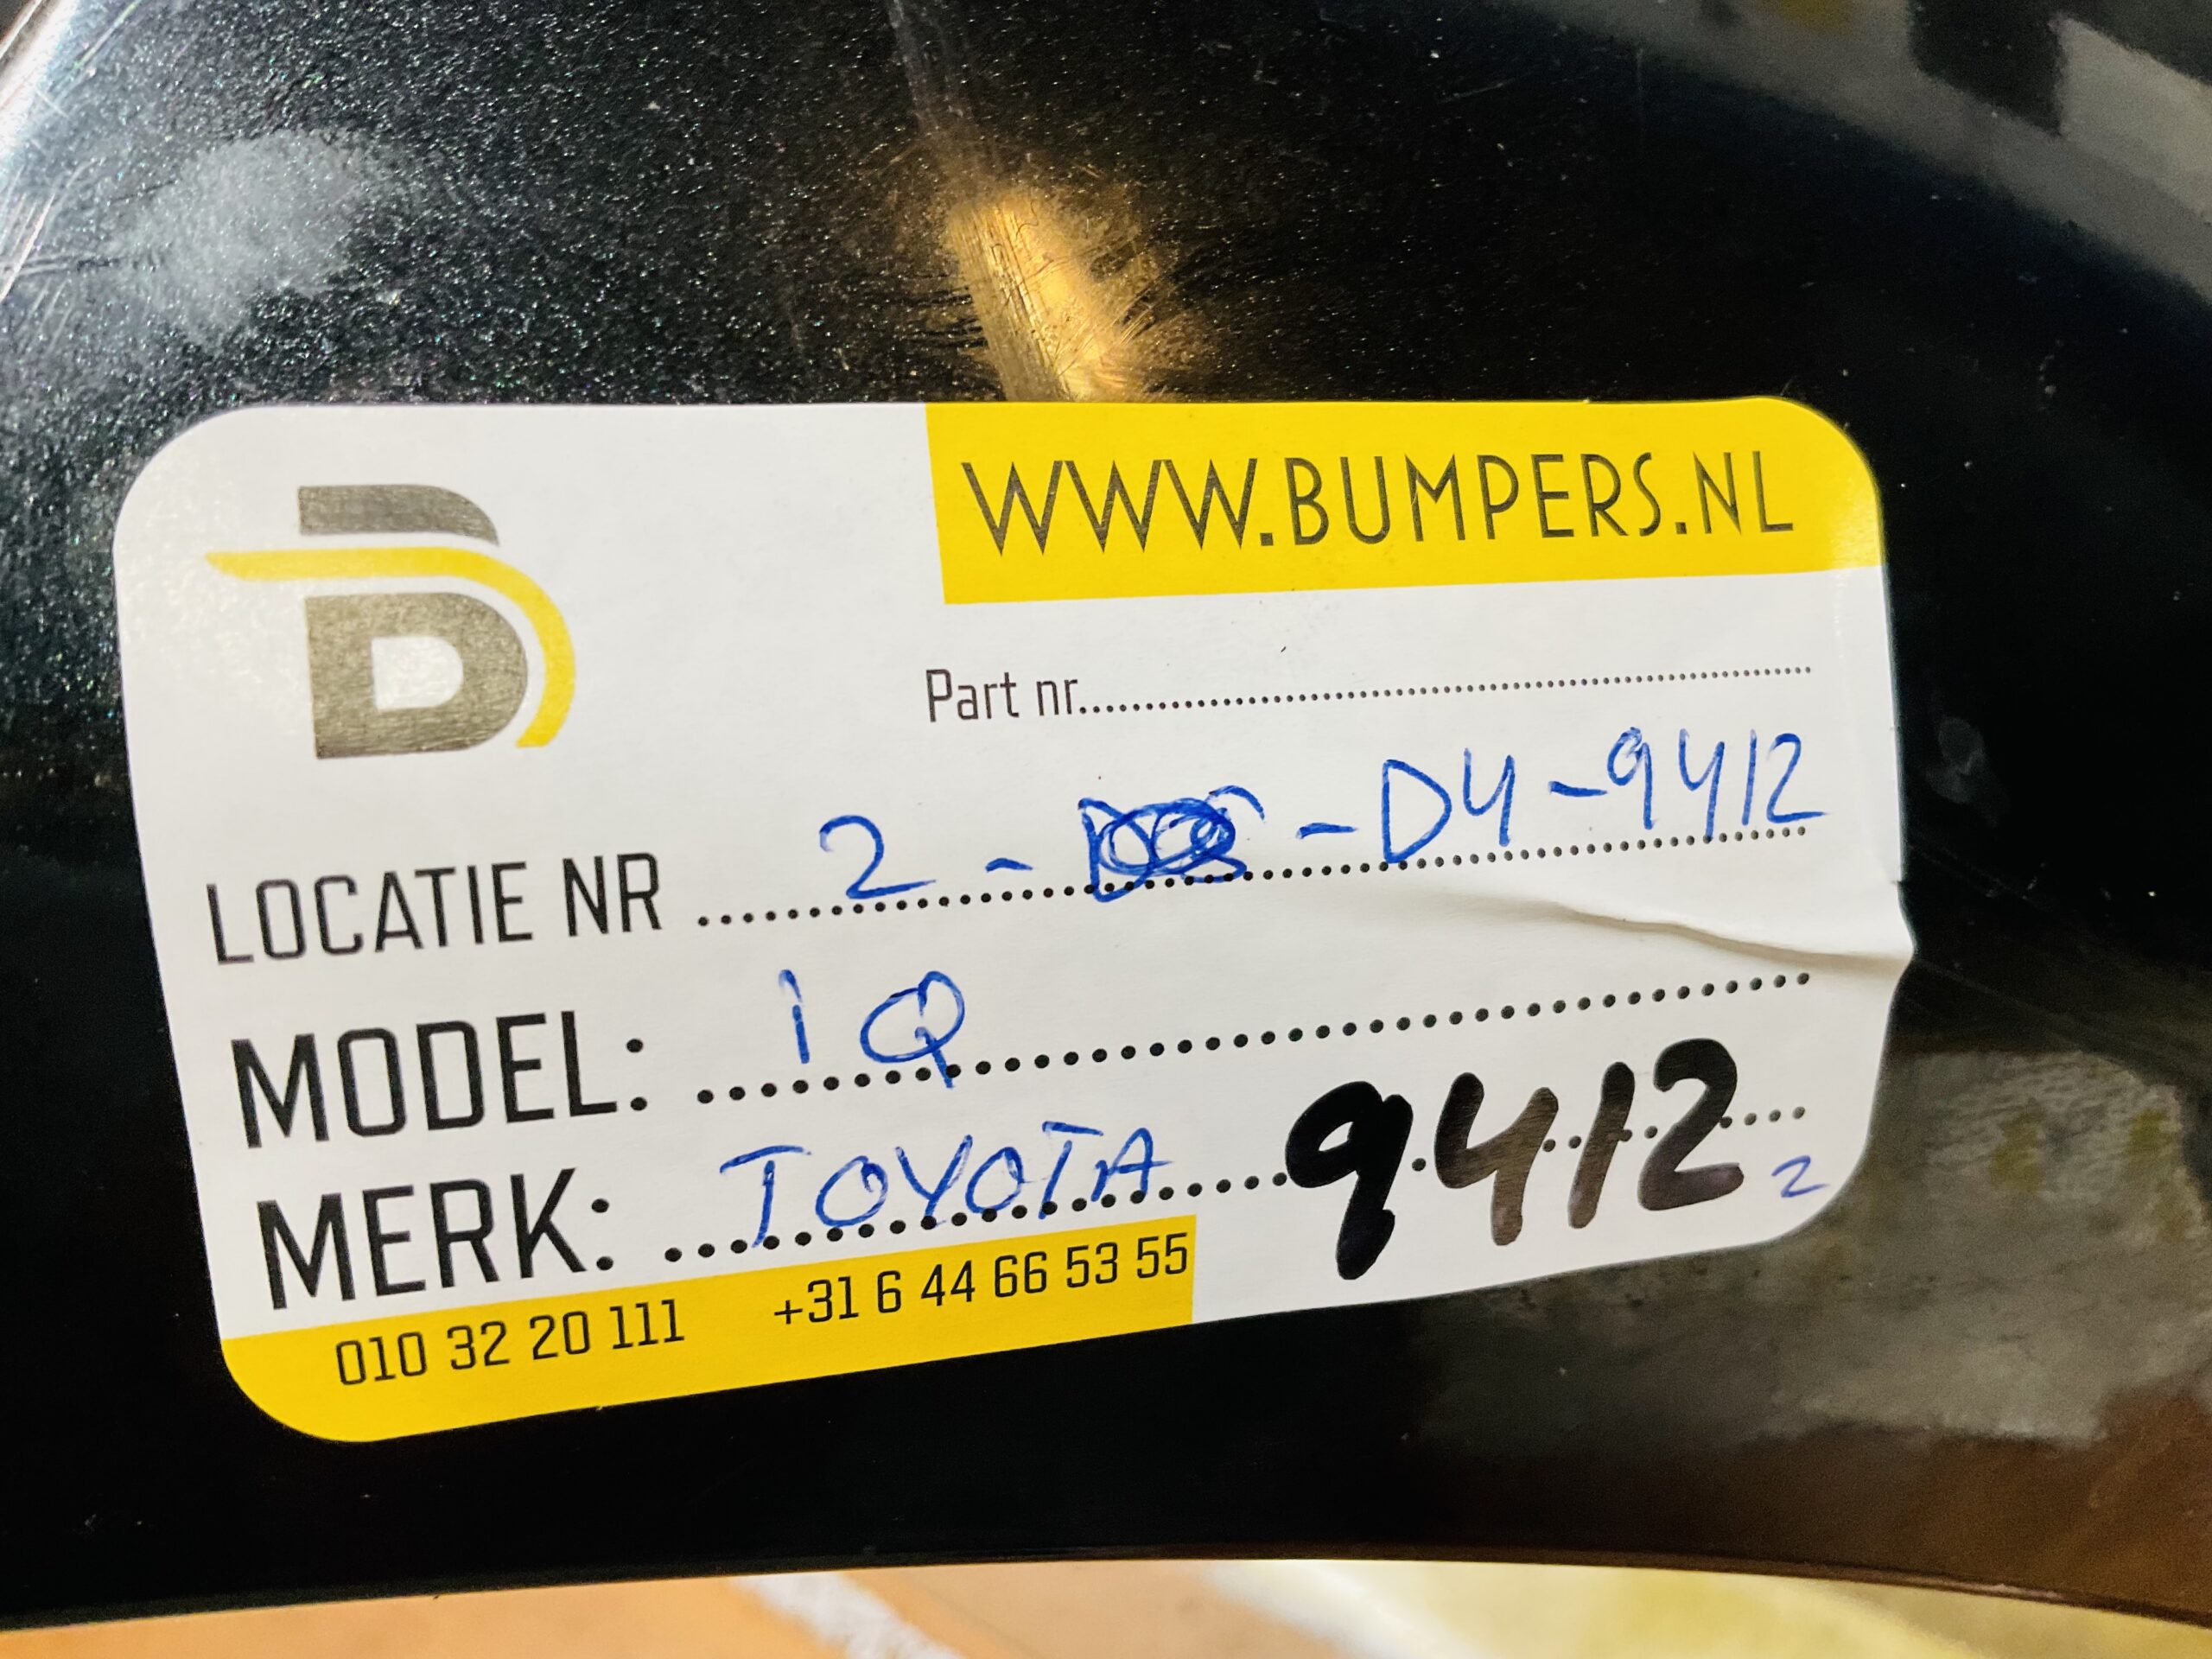 WWW.BUMPERS.NL
Part nr.
LOCATIE NR 2 - - D4 - 9412
MODEL: IQ
MERK: TOYOTA 9412 2
010 32 20 111 +31 6 44 66 53 55